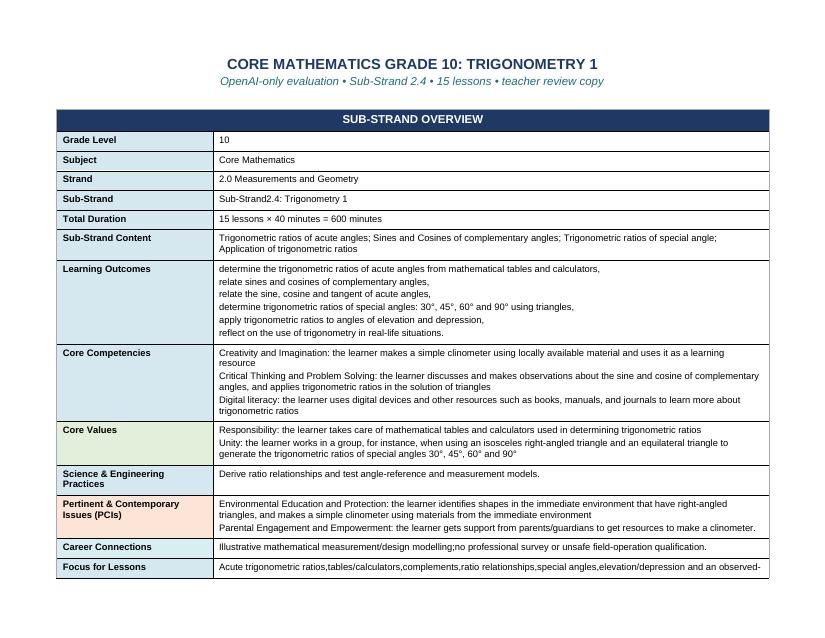 CORE MATHEMATICS GRADE 10: TRIGONOMETRY 1
OpenAI-only evaluation • Sub-Strand 2.4 • 15 lessons • teacher review copy
SUB-STRAND OVERVIEW
Grade Level
10
Subject
Core Mathematics
Strand
2.0 Measurements and Geometry
Sub-Strand
Sub-Strand2.4: Trigonometry 1
Total Duration
15 lessons × 40 minutes = 600 minutes
Sub-Strand Content
Trigonometric ratios of acute angles; Sines and Cosines of complementary angles; Trigonometric ratios of special angle;
Application of trigonometric ratios
Learning Outcomes
determine the trigonometric ratios of acute angles from mathematical tables and calculators,
relate sines and cosines of complementary angles,
relate the sine, cosine and tangent of acute angles,
determine trigonometric ratios of special angles: 30°, 45°, 60° and 90° using triangles,
apply trigonometric ratios to angles of elevation and depression,
reflect on the use of trigonometry in real-life situations.
Core Competencies
Creativity and Imagination: the learner makes a simple clinometer using locally available material and uses it as a learning
resource
Critical Thinking and Problem Solving: the learner discusses and makes observations about the sine and cosine of complementary
angles, and applies trigonometric ratios in the solution of triangles
Digital literacy: the learner uses digital devices and other resources such as books, manuals, and journals to learn more about
trigonometric ratios
Core Values
Responsibility: the learner takes care of mathematical tables and calculators used in determining trigonometric ratios
Unity: the learner works in a group, for instance, when using an isosceles right-angled triangle and an equilateral triangle to
generate the trigonometric ratios of special angles 30°, 45°, 60° and 90°
Science & Engineering
Practices
Derive ratio relationships and test angle-reference and measurement models.
Pertinent & Contemporary
Issues (PCIs)
Environmental Education and Protection: the learner identifies shapes in the immediate environment that have right-angled
triangles, and makes a simple clinometer using materials from the immediate environment
Parental Engagement and Empowerment: the learner gets support from parents/guardians to get resources to make a clinometer.
Career Connections
Illustrative mathematical measurement/design modelling;no professional survey or unsafe field-operation qualification.
Focus for Lessons
Acute trigonometric ratios,tables/calculators,complements,ratio relationships,special angles,elevation/depression and an observed-